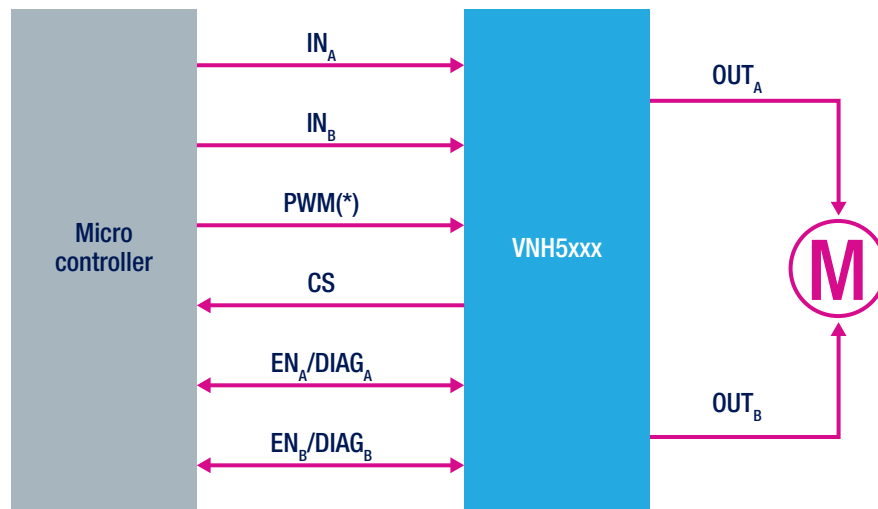 Micro
controller
IN_A
IN_B
PWM(*)
CS
EN_A/DIAG_A
EN_B/DIAG_B
VNH5xxx
OUT_A
OUT_B
M